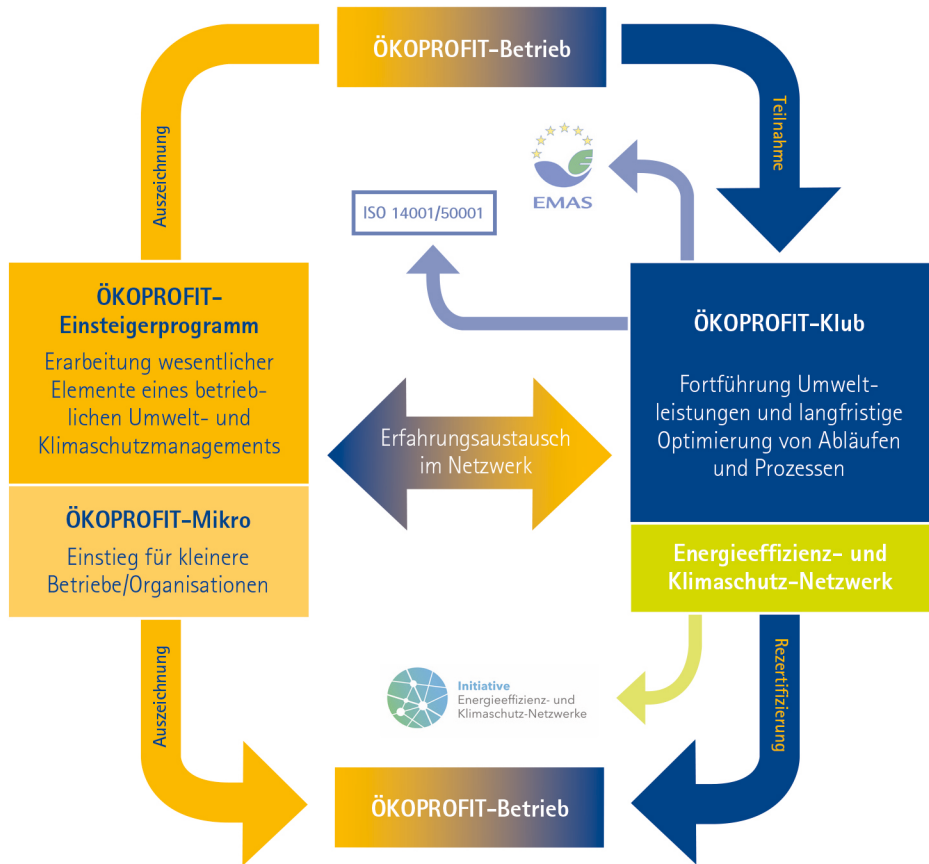 ÖKOPROFIT-Betrieb
Auszeichnung
Teilnahme
EMAS
ISO 14001/50001
ÖKOPROFIT-
Einsteigerprogramm
Erarbeitung wesentlicher
Elemente eines betrieb-
lichen Umwelt- und
Klimaschutzmanagements
ÖKOPROFIT-Mikro
Einstieg für kleinere
Betriebe/Organisationen
Erfahrungsaustausch
im Netzwerk
ÖKOPROFIT-Klub
Fortführung Umwelt-
leistungen und langfristige
Optimierung von Abläufen
und Prozessen
Energieeffizienz- und
Klimaschutz-Netzwerk
Auszeichnung
Initiative
Energieeffizienz- und
Klimaschutz-Netzwerke
Rezertifizierung
ÖKOPROFIT-Betrieb